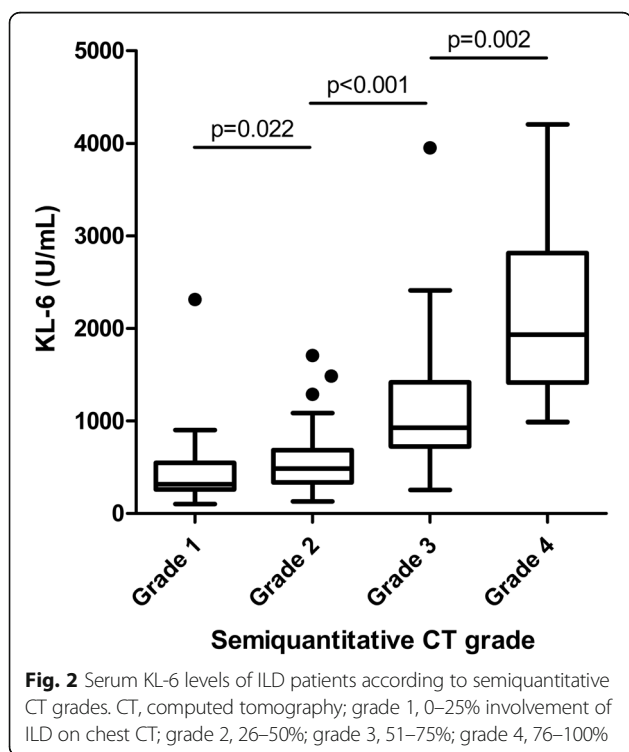 5000
4000
3000
2000
1000
0
KL-6 (U/mL)
p=0.022
p<0.001
p=0.002
Grade 1
Grade 2
Grade 3
Grade 4
Semiquantitative CT grade
Fig. 2 Serum KL-6 levels of ILD patients according to semiquantitative
CT grades. CT, computed tomography; grade 1, 0–25% involvement of
ILD on chest CT; grade 2, 26–50%; grade 3, 51–75%; grade 4, 76–100%